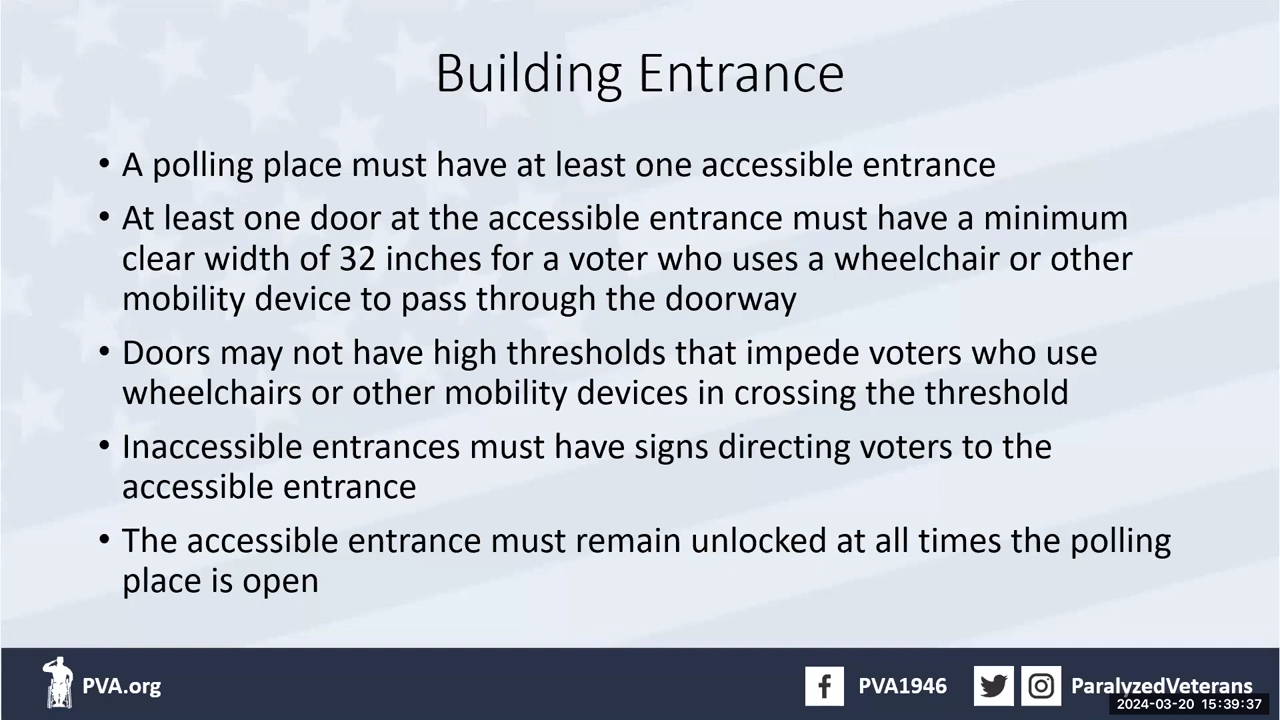 Building Entrance
• A polling place must have at least one accessible entrance
• At least one door at the accessible entrance must have a minimum
clear width of 32 inches for a voter who uses a wheelchair or other
mobility device to pass through the doorway
• Doors may not have high thresholds that impede voters who use
wheelchairs or other mobility devices in crossing the threshold
• Inaccessible entrances must have signs directing voters to the
accessible entrance
• The accessible entrance must remain unlocked at all times the polling
place is open
PVA.org
PVA1946
ParalyzedVeterans
2024-03-20 15:39:37